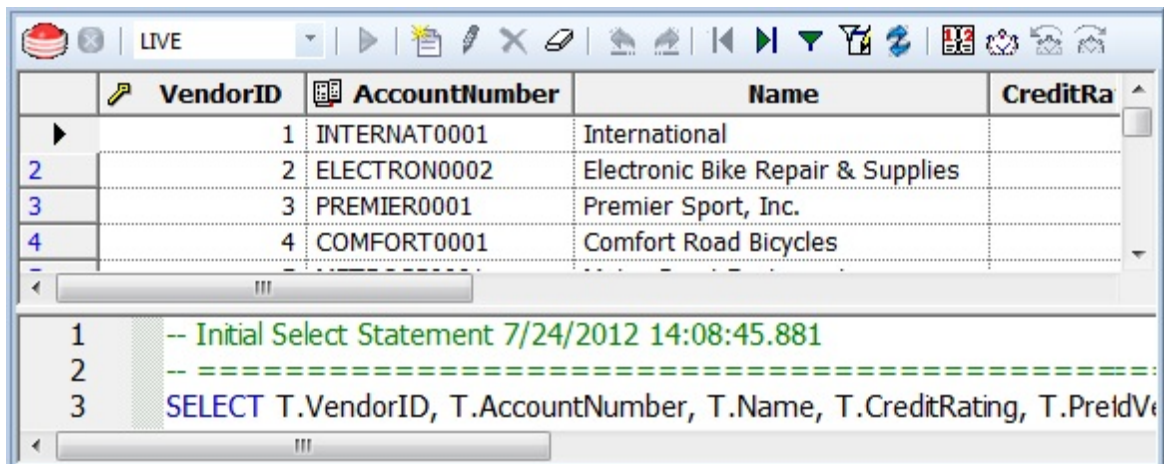 LIVE
VendorID AccountNumber Name CreditRa
1 INTERNAT0001 International
2 2 ELECTRON0002 Electronic Bike Repair & Supplies
3 3 PREMIER0001 Premier Sport, Inc.
4 4 COMFORT0001 Comfort Road Bicycles
1 -- Initial Select Statement 7/24/2012 14:08:45.881
2 -- ==============================================
3 SELECT T.VendorID, T.AccountNumber, T.Name, T.CreditRating,